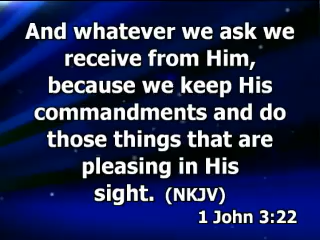 And whatever we ask we
receive from Him,
because we keep His
commandments and do
those things that are
pleasing in His
sight. (NKJV)
1 John 3:22